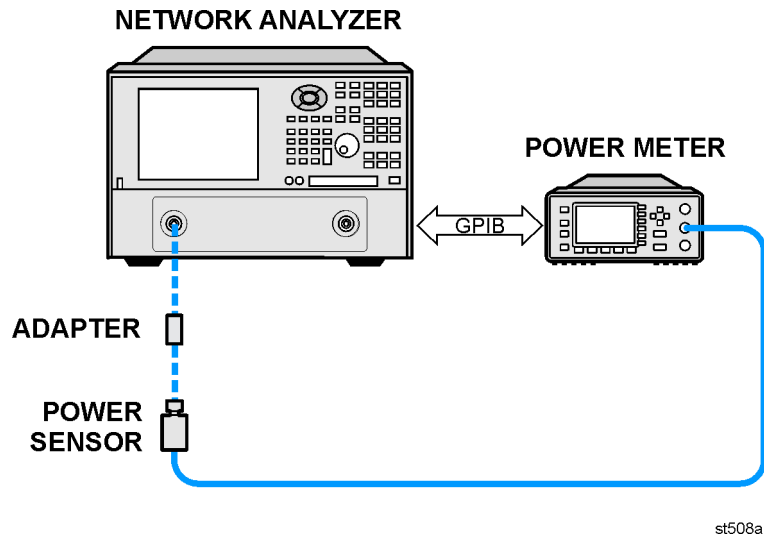 NETWORK ANALYZER
POWER METER
GPIB
ADAPTER
POWER
SENSOR
st508a